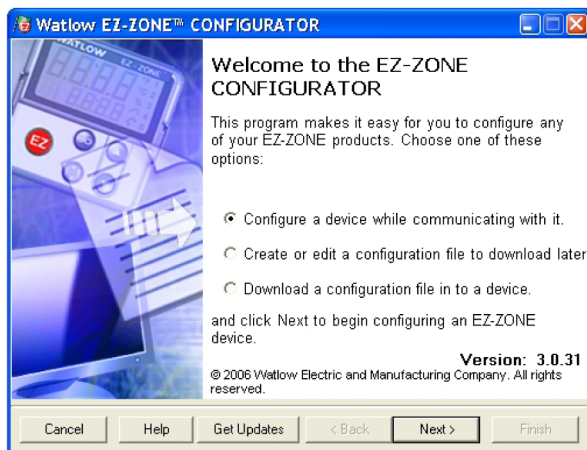 Watlow EZ-ZONE™ CONFIGURATOR
WATLOW
EZ-ZONE
EZ
Welcome to the EZ-ZONE
CONFIGURATOR
This program makes it easy for you to configure any
of your EZ-ZONE products. Choose one of these
options:
Configure a device while communicating with it.
Create or edit a configuration file to download later
Download a configuration file in to a device.
and click Next to begin configuring an EZ-ZONE
device.
Version: 3.0.31
© 2006 Watlow Electric and Manufacturing Company. All rights
reserved.
Cancel Help Get Updates < Back Next > Finish